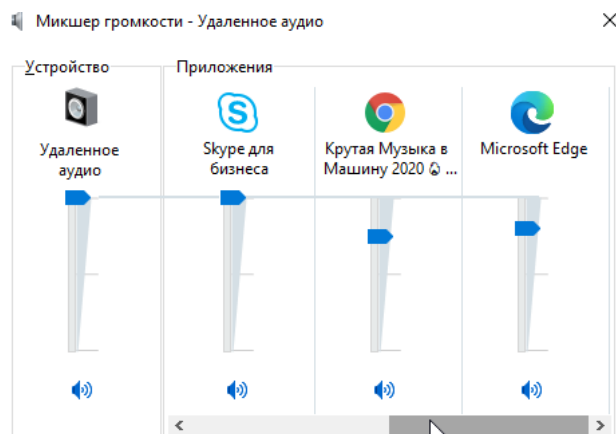 Микшер громкости - Удаленное аудио
Устройство
Приложения
Удаленное
аудио
Skype для
бизнеса
Крутая Музыка в
Машину 2020 ...
Microsoft Edge